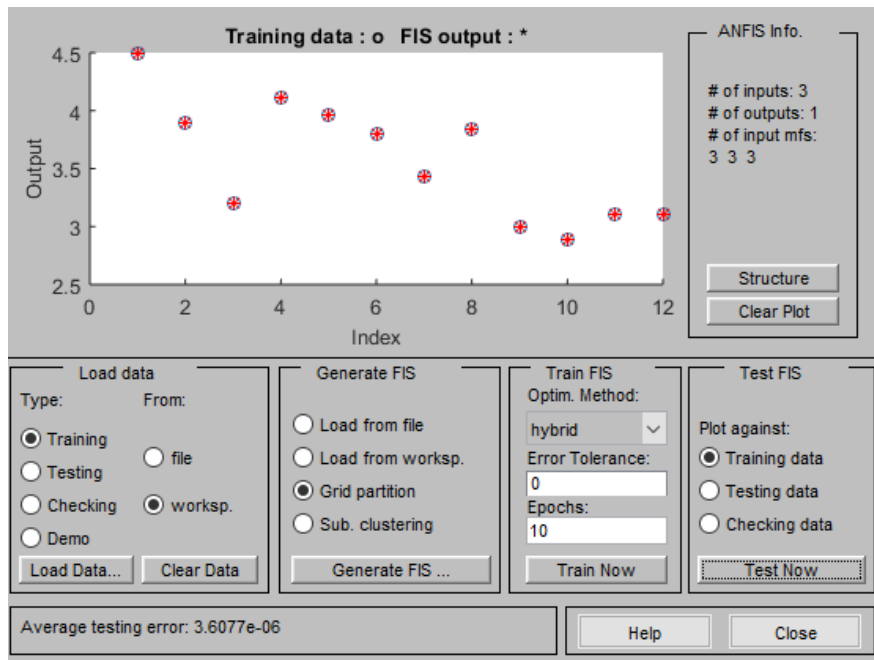 Training data : o FIS output : *
4.5
4
3.5
3
2.5
Output
0 2 4 6 8 10 12
Index
ANFIS Info.
# of inputs: 3
# of outputs: 1
# of input mfs:
3 3 3
Structure
Clear Plot
Load data
Type: From:
Training
file
Testing
Checking
worksp.
Demo
Load Data... Clear Data
Generate FIS
Load from file
Load from worksp.
Grid partition
Sub. clustering
Generate FIS ...
Train FIS
Optim. Method:
hybrid
Error Tolerance:
0
Epochs:
10
Train Now
Test FIS
Plot against:
Training data
Testing data
Checking data
Test Now
Average testing error: 3.6077e-06
Help Close